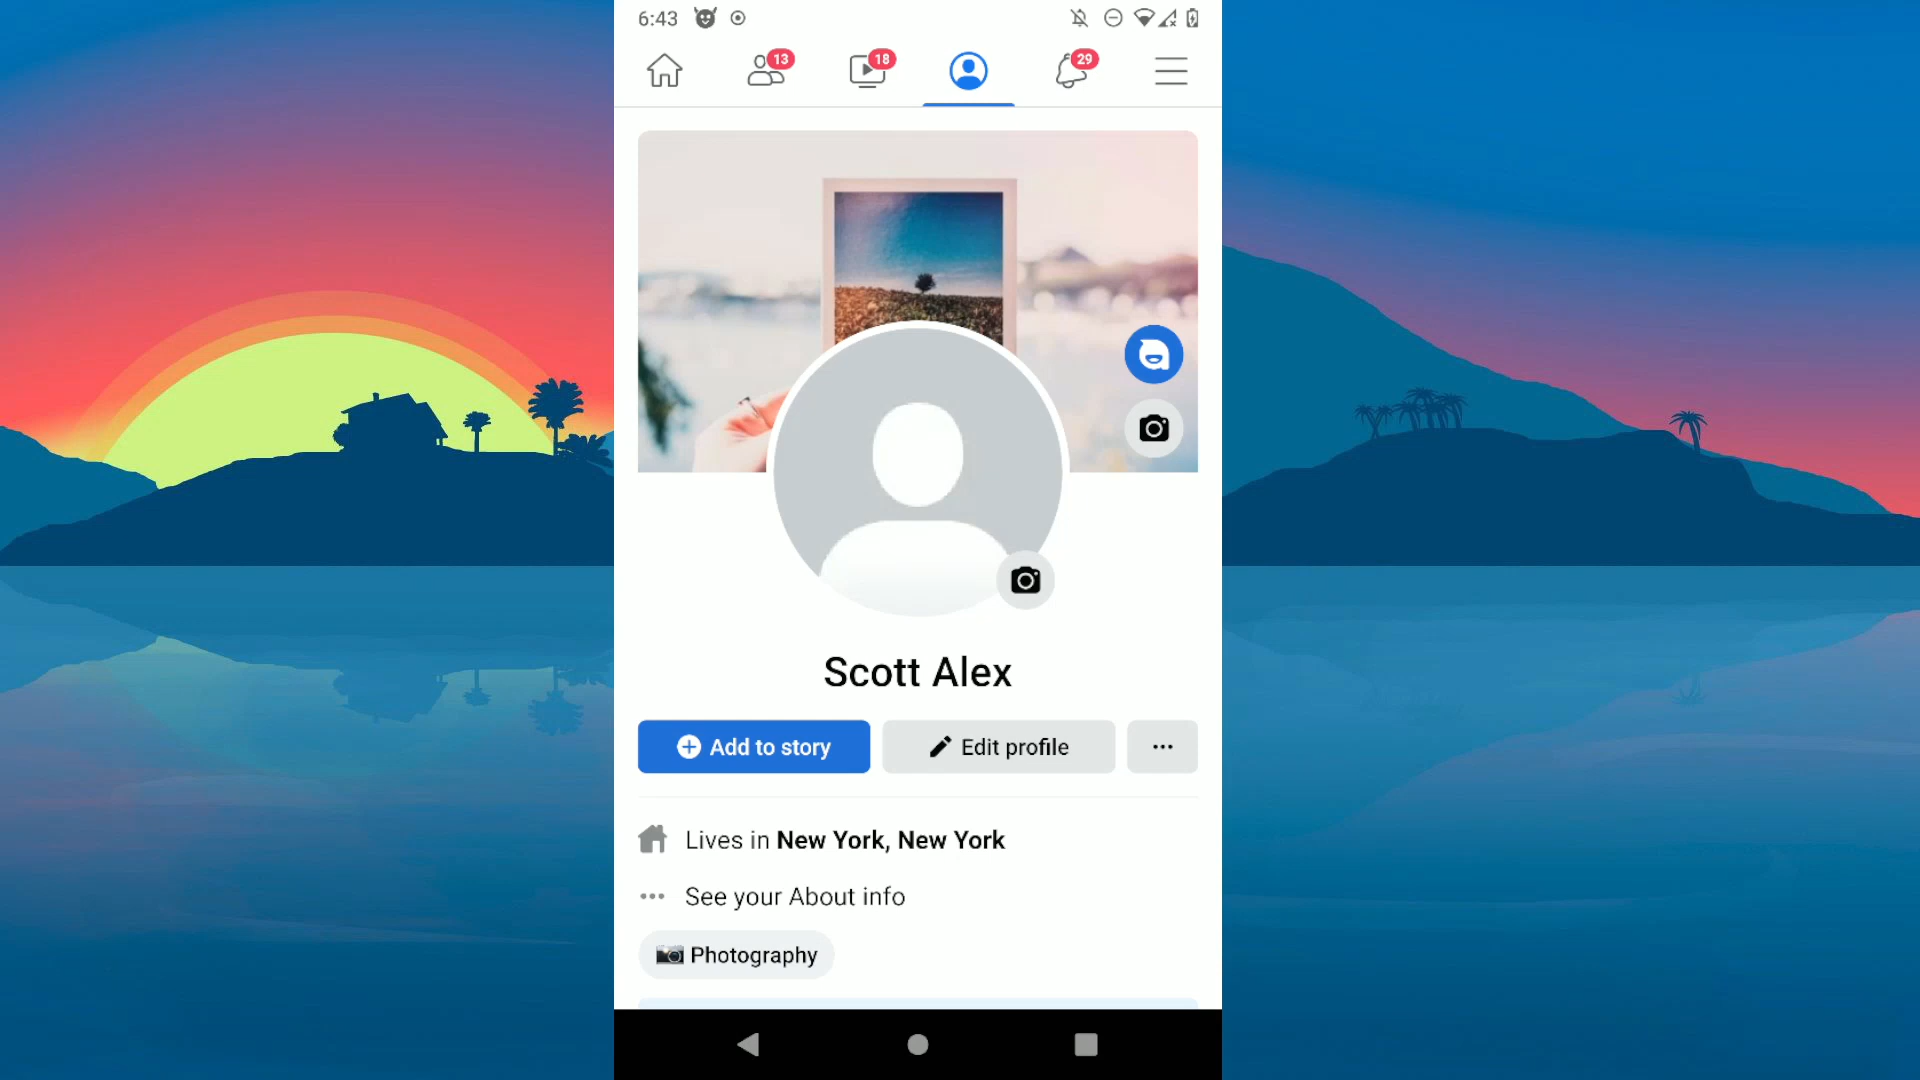 6:43
13
18
29
Scott Alex
Add to story
Edit profile
Lives in New York, New York
See your About info
Photography